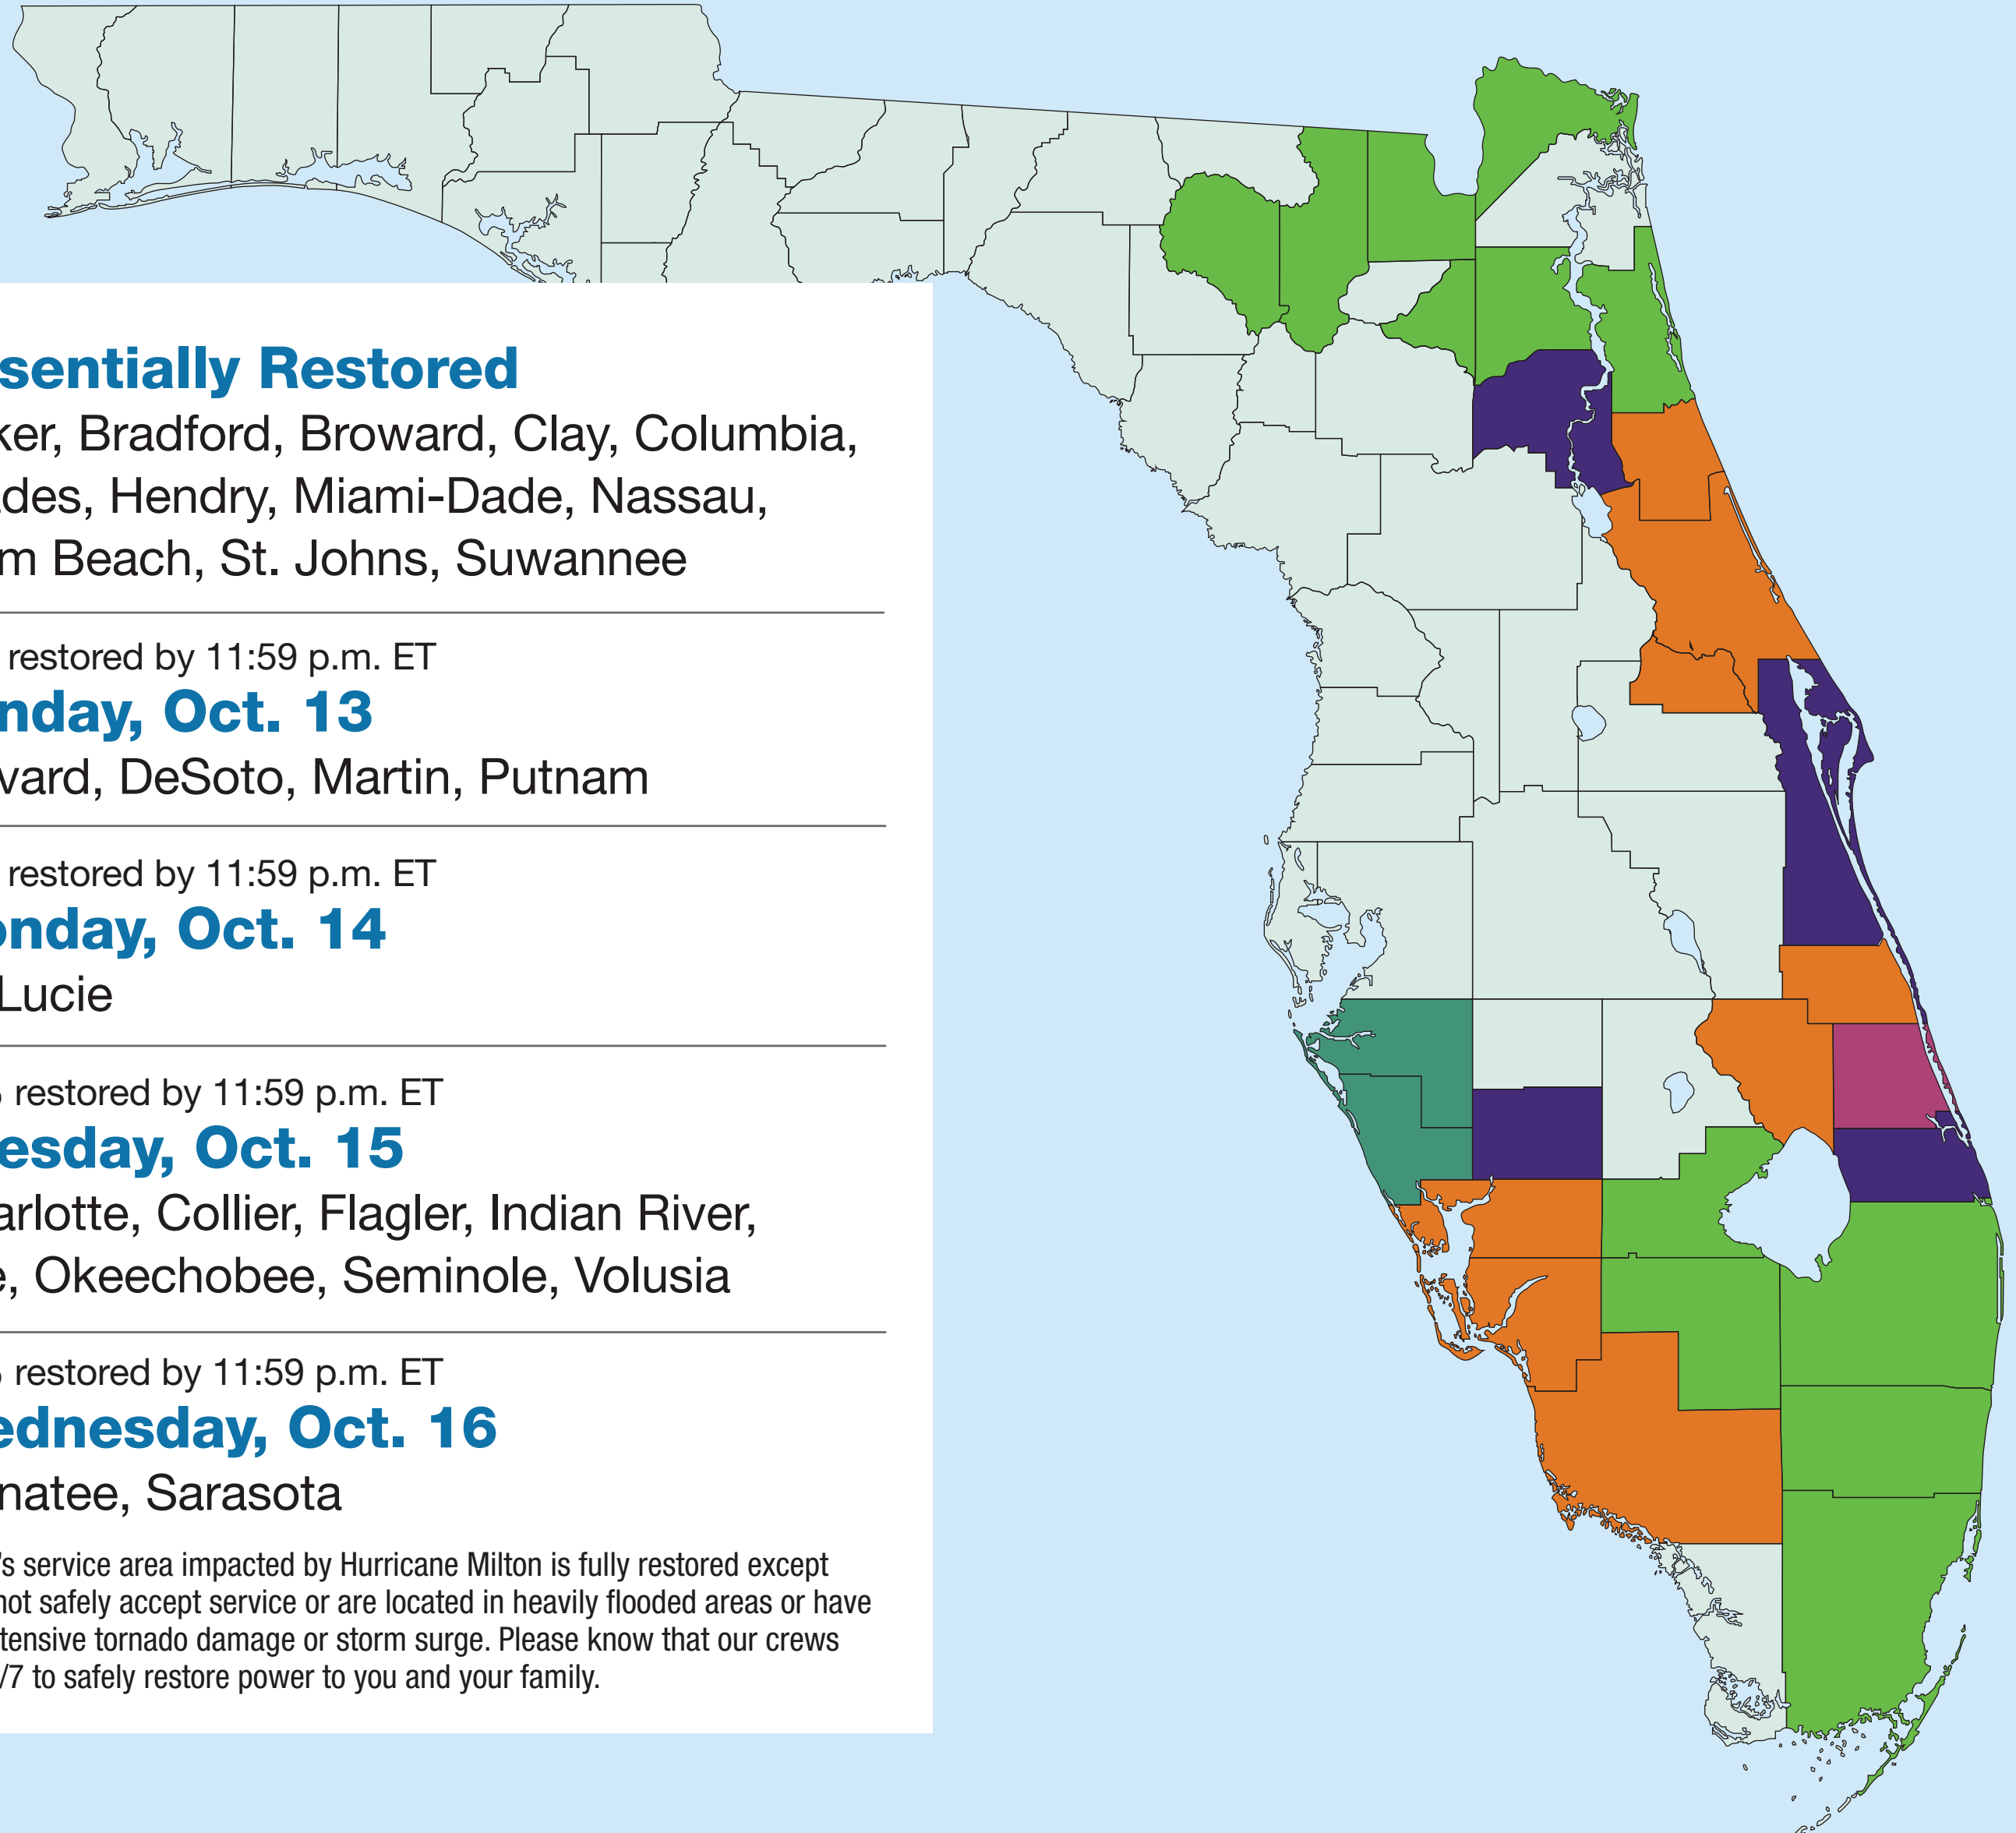 sentially Restored
ker, Bradford, Broward, Clay, Columbia,
des, Hendry, Miami-Dade, Nassau,
m Beach, St. Johns, Suwannee
restored by 11:59 p.m. ET
nday, Oct. 13
vard, DeSoto, Martin, Putnam
restored by 11:59 p.m. ET
onday, Oct. 14
Lucie
restored by 11:59 p.m. ET
esday, Oct. 15
arlotte, Collier, Flagler, Indian River,
e, Okeechobee, Seminole, Volusia
restored by 11:59 p.m. ET
ednesday, Oct. 16
natee, Sarasota
's service area impacted by Hurricane Milton is fully restored except
not safely accept service or are located in heavily flooded areas or have
tensive tornado damage or storm surge. Please know that our crews
/7 to safely restore power to you and your family.